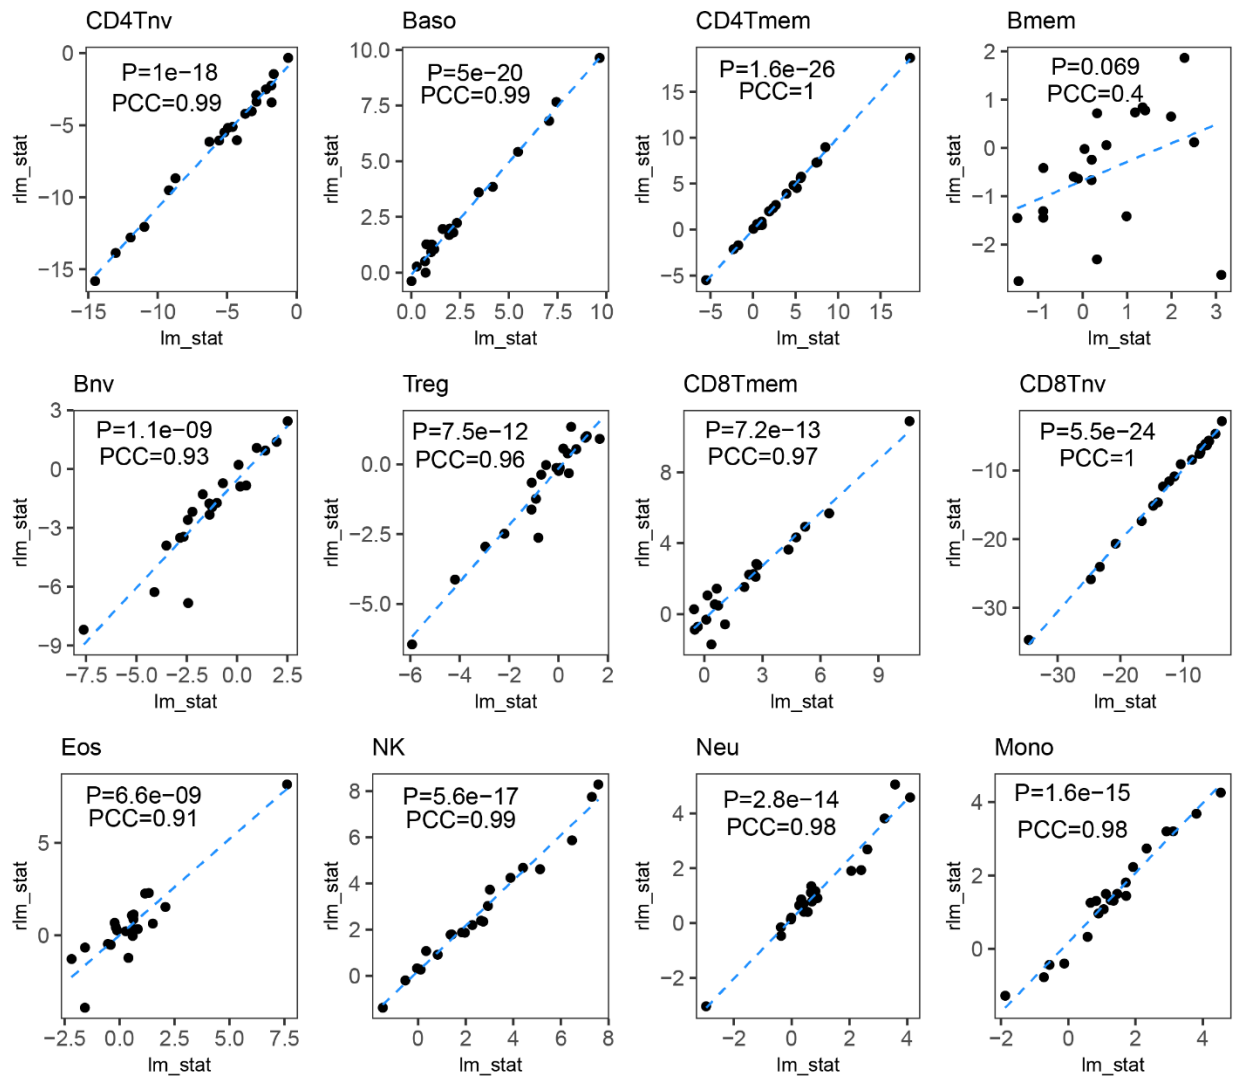 CD4Tnv
P=1e−18
PCC=0.99
0
−5
−10
−15
rlm_stat
−15
−10
−5
0
lm_stat
Baso
P=5e−20
PCC=0.99
10.0
7.5
5.0
2.5
0.0
rlm_stat
0.0
2.5
5.0
7.5
10
lm_stat
CD4Tmem
P=1.6e−26
PCC=1
15
10
5
0
−5
rlm_stat
−5
0
5
10
15
lm_stat
Bmem
P=0.069
PCC=0.4
2
1
0
−1
−2
rlm_stat
−1
0
1
2
3
lm_stat
Bnv
P=1.1e−09
PCC=0.93
3
0
−3
−6
−9
rlm_stat
−7.5
−5.0
−2.5
0.0
2.5
lm_stat
Treg
P=7.5e−12
PCC=0.96
0.0
−2.5
−5.0
rlm_stat
−6
−4
−2
0
2
lm_stat
CD8Tmem
P=7.2e−13
PCC=0.97
8
4
0
rlm_stat
0
3
6
9
lm_stat
CD8Tnv
P=5.5e−24
PCC=1
−10
−20
−30
rlm_stat
−30
−20
−10
lm_stat
Eos
P=6.6e−09
PCC=0.91
5
0
rlm_stat
−2.5
0.0
2.5
5.0
7.5
lm_stat
NK
P=5.6e−17
PCC=0.99
8
6
4
2
0
rlm_stat
0
2
4
6
8
lm_stat
Neu
P=2.8e−14
PCC=0.98
4
2
0
−2
rlm_stat
−2
0
2
4
lm_stat
Mono
P=1.6e−15
PCC=0.98
4
2
0
rlm_stat
−2
0
2
4
lm_stat